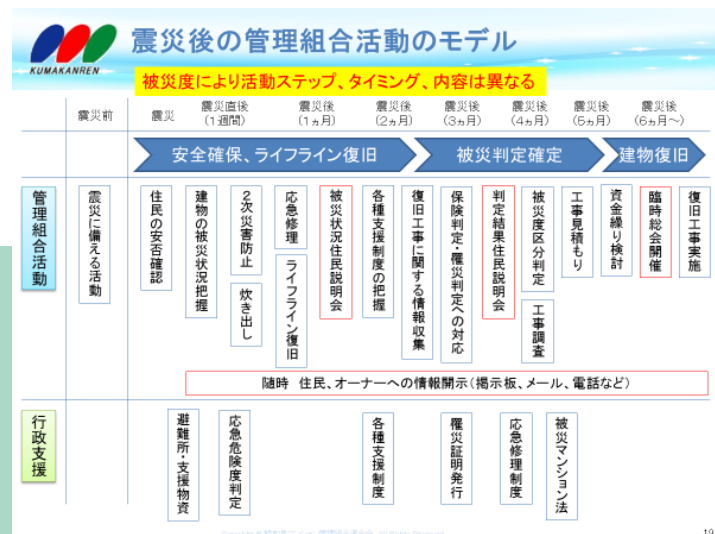 KUMAKANREN
震災後の管理組合活動のモデル
被災度により活動ステップ、タイミング、内容は異なる
震災前
震災
震災直後
(1週間)
震災後
(1ヵ月)
震災後
(2ヵ月)
震災後
(3ヵ月)
震災後
(4ヵ月)
震災後
(5ヵ月)
震災後
(6ヵ月~)
安全確保、ライフライン復旧
被災判定確定
建物復旧
管理組合活動
震災に備える活動
住民の安否確認
建物の被災状況把握
2次災害防止
炊き出し
応急修理
ライフライン復旧
被災状況住民説明会
各種支援制度の把握
復旧工事に関する情報収集
保険判定・罹災判定への対応
判定結果住民説明会
被災度区分判定
工事調査
工事見積もり
資金繰り検討
臨時総会開催
復旧工事実施
随時 住民、オーナーへの情報開示(掲示板、メール、電話など)
行政支援
避難所・支援物資
応急危険度判定
各種支援制度
罹災証明発行
応急修理制度
被災マンション法
19